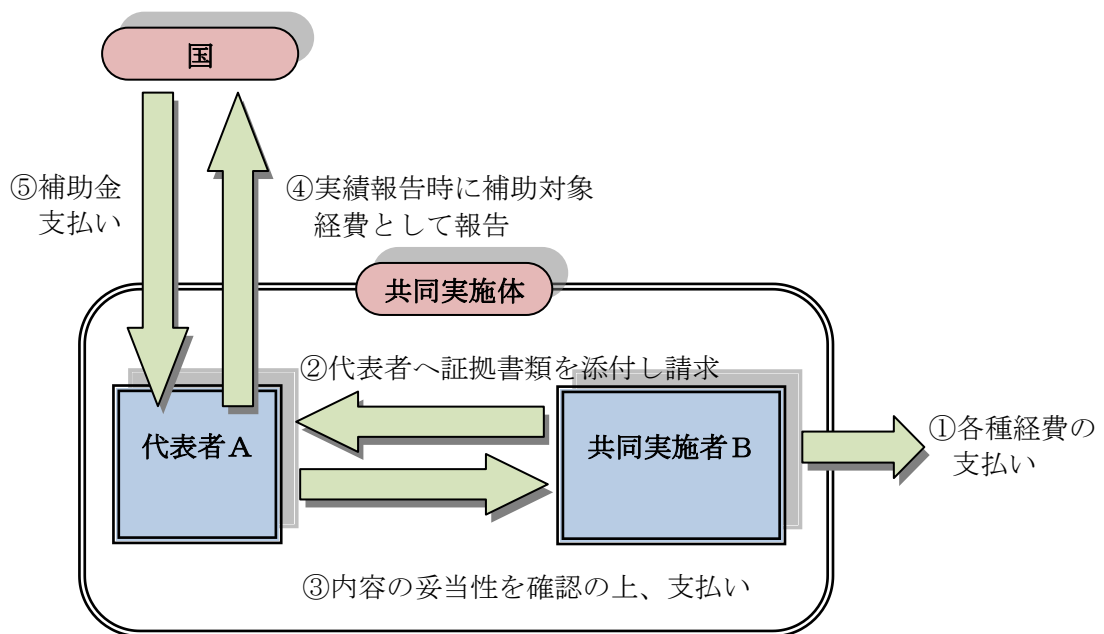 国
⑤補助金
支払い
④実績報告時に補助対象
経費として報告
共同実施体
②代表者へ証拠書類を添付し請求
代表者A
共同実施者B
①各種経費の
支払い
③内容の妥当性を確認の上、支払い